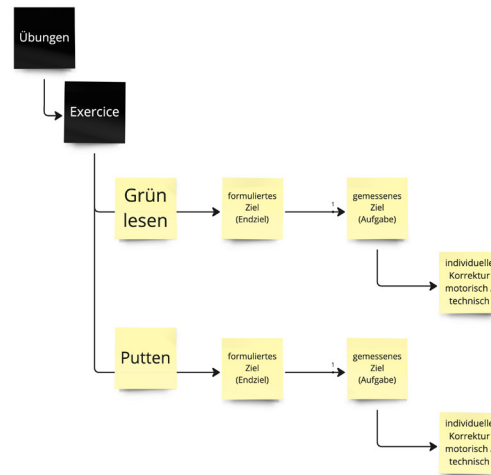 Übungen
Exercice
Grün
lesen
formuliertes
Ziel
(Endziel)
1
gemessenes
Ziel
(Aufgabe)
individuelle
Korrektur
motorisch /
technisch
Putten
formuliertes
Ziel
(Endziel)
1
gemessenes
Ziel
(Aufgabe)
individuelle
Korrektur
motorisch /
technisch